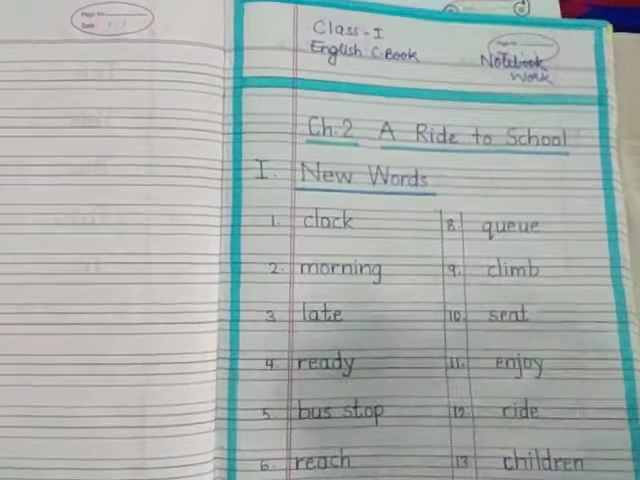 Class-I
English C.Book
Notebook
Work
Ch.2 A Ride to School
I. New Words
1. clock 8. queue
2. morning 9. climb
3. late 10. seat
4. ready 11. enjoy
5. bus stop 12. ride
6. reach 13 children